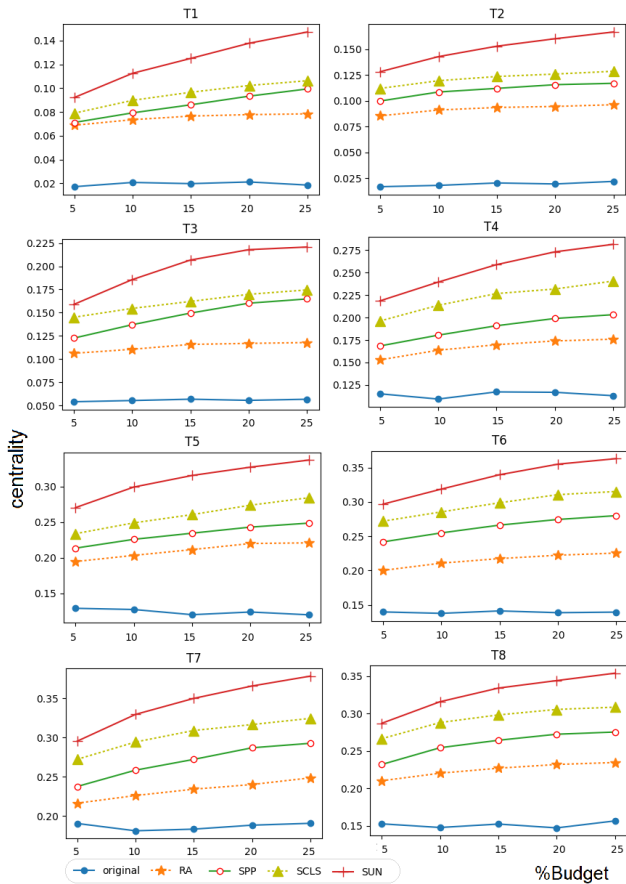 T1
0.14
0.12
0.10
0.08
0.06
0.04
0.02
5 10 15 20 25
T2
0.150
0.125
0.100
0.075
0.050
0.025
5 10 15 20 25
T3
0.225
0.200
0.175
0.150
0.125
0.100
0.075
0.050
5 10 15 20 25
T4
0.275
0.250
0.225
0.200
0.175
0.150
0.125
5 10 15 20 25
centrality
T5
0.30
0.25
0.20
0.15
5 10 15 20 25
T6
0.35
0.30
0.25
0.20
0.15
5 10 15 20 25
T7
0.35
0.30
0.25
0.20
5 10 15 20 25
T8
0.35
0.30
0.25
0.20
0.15
5 10 15 20 25
original RA SPP SCLS SUN
%Budget